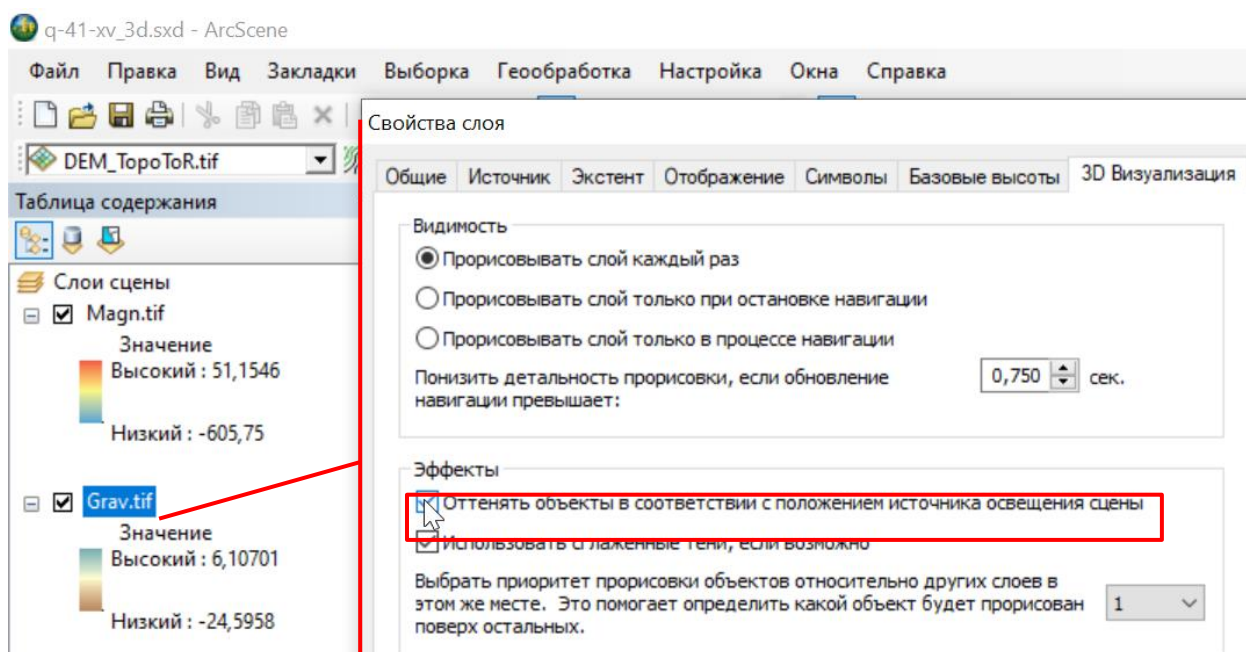 q-41-xv_3d.sxd - ArcScene
Файл Правка Вид Закладки Выборка Геообработка Настройка Окна Справка
DEM_TopoToR.tif
Таблица содержания
Слои сцены
Magn.tif
Значение
Высокий : 51,1546
Низкий : -605,75
Grav.tif
Значение
Высокий : 6,10701
Низкий : -24,5958
Свойства слоя
Общие Источник Экстент Отображение Символы Базовые высоты 3D Визуализация
Видимость
Прорисовывать слой каждый раз
Прорисовывать слой только при остановке навигации
Прорисовывать слой только в процессе навигации
Понизить детальность прорисовки, если обновление
навигации превышает:
0,750 сек.
Эффекты
Оттенять объекты в соответствии с положением источника освещения сцены
Использовать сглаженные тени, если возможно
Выбрать приоритет прорисовки объектов относительно других слоев в
этом же месте. Это помогает определить какой объект будет прорисован
поверх остальных.
1